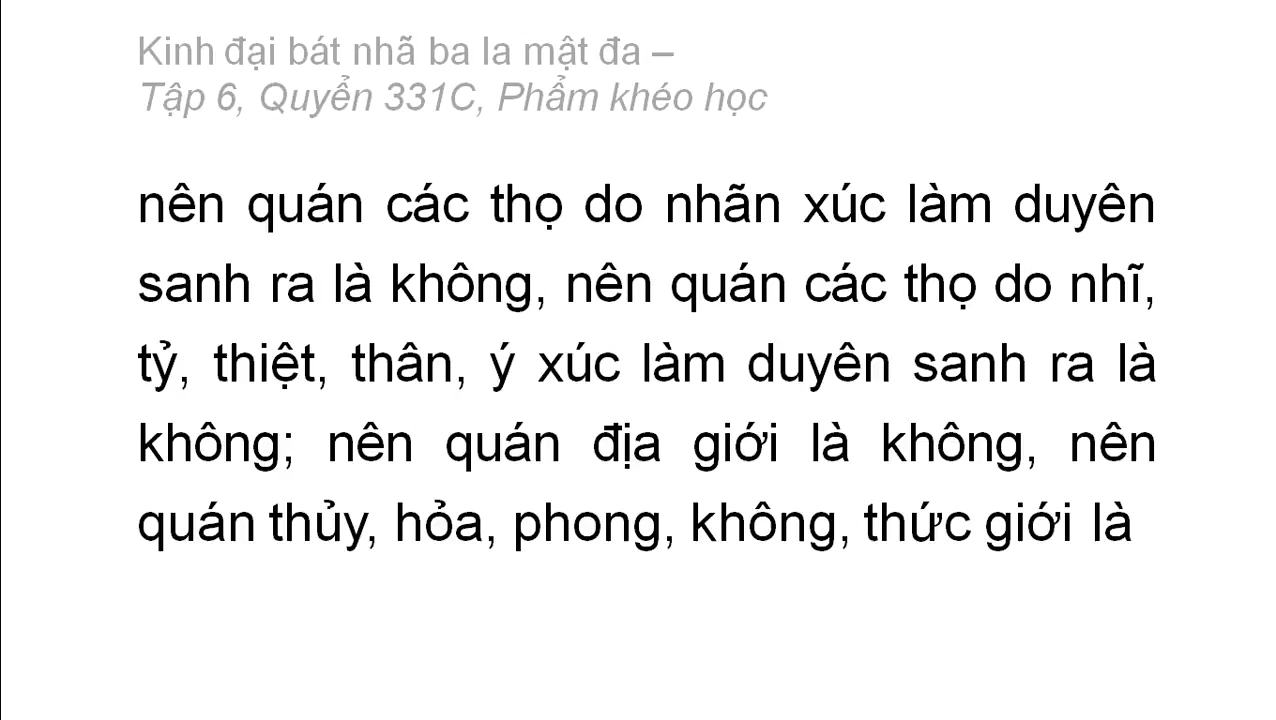 Kinh đại bát nhã ba la mật đa –
Tập 6, Quyển 331C, Phẩm khéo học
nên quán các thọ do nhãn xúc làm duyên
sanh ra là không, nên quán các thọ do nhĩ,
tỷ, thiệt, thân, ý xúc làm duyên sanh ra là
không; nên quán địa giới là không, nên
quán thủy, hỏa, phong, không, thức giới là